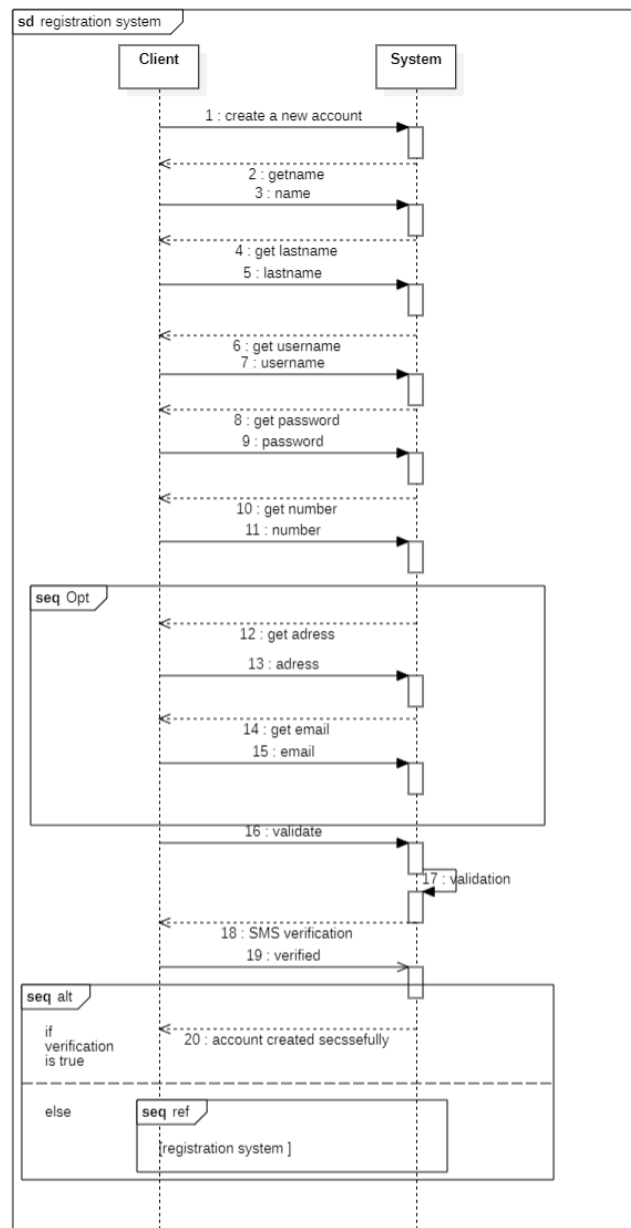 sd registration system
Client
System
1 : create a new account
2 : getname
3 : name
4 : get lastname
5 : lastname
6 : get username
7 : username
8 : get password
9 : password
10 : get number
11 : number
seq Opt
12 : get adress
13 : adress
14 : get email
15 : email
16 : validate
17 : validation
18 : SMS verification
19 : verified
seq alt
if
verification
is true
20 : account created secssefully
else
seq ref
[registration system ]